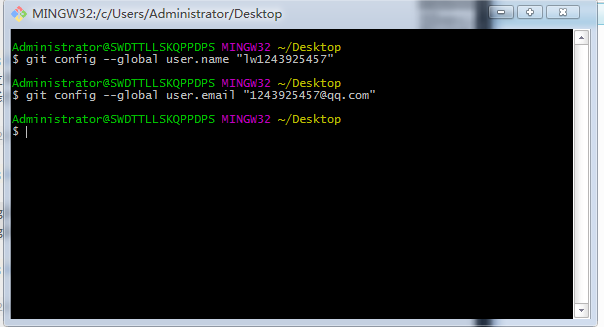 MINGW32:/c/Users/Administrator/Desktop
Administrator@SWDTTLLSKQPPDPS MINGW32 ~/Desktop
$ git config --global user.name "lw1243925457"
Administrator@SWDTTLLSKQPPDPS MINGW32 ~/Desktop
$ git config --global user.email "1243925457@qq.com"
Administrator@SWDTTLLSKQPPDPS MINGW32 ~/Desktop
$